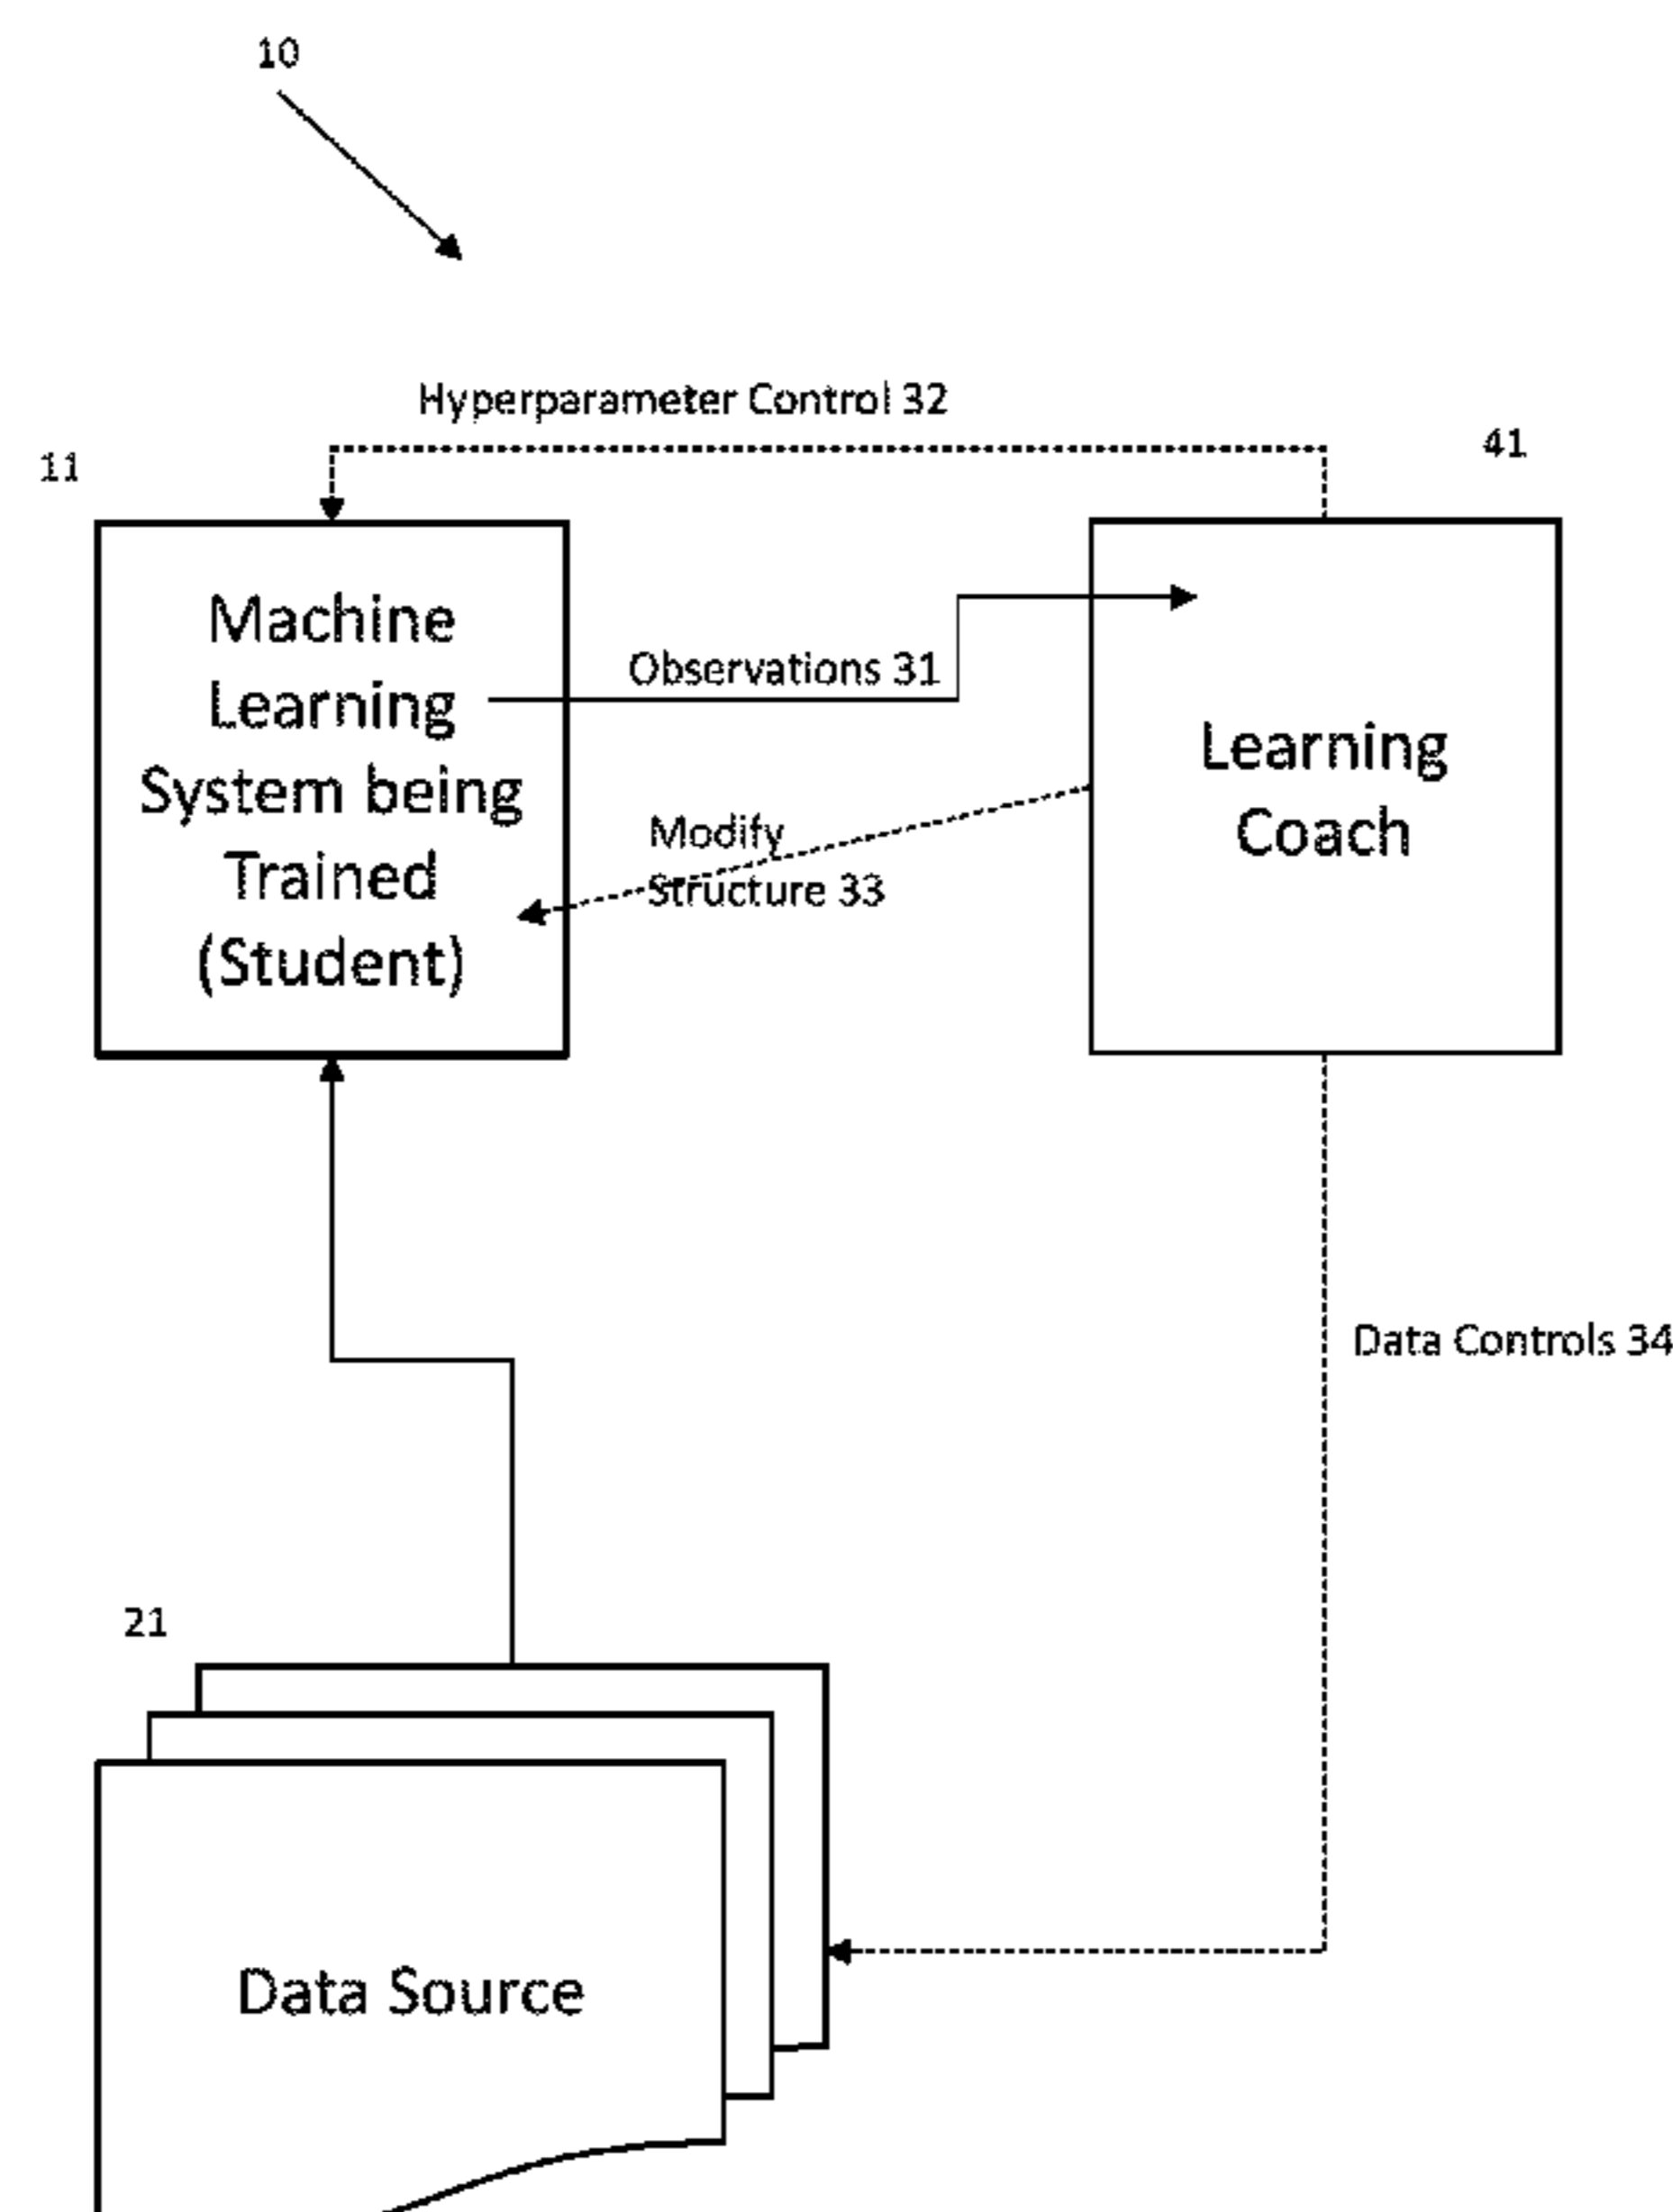 10
Hyperparameter Control 32
11
41
Machine
Learning
System being
Trained
(Student)
Observations 31
Learning
Coach
Modify
Structure 33
Data Controls 34
21
Data Source